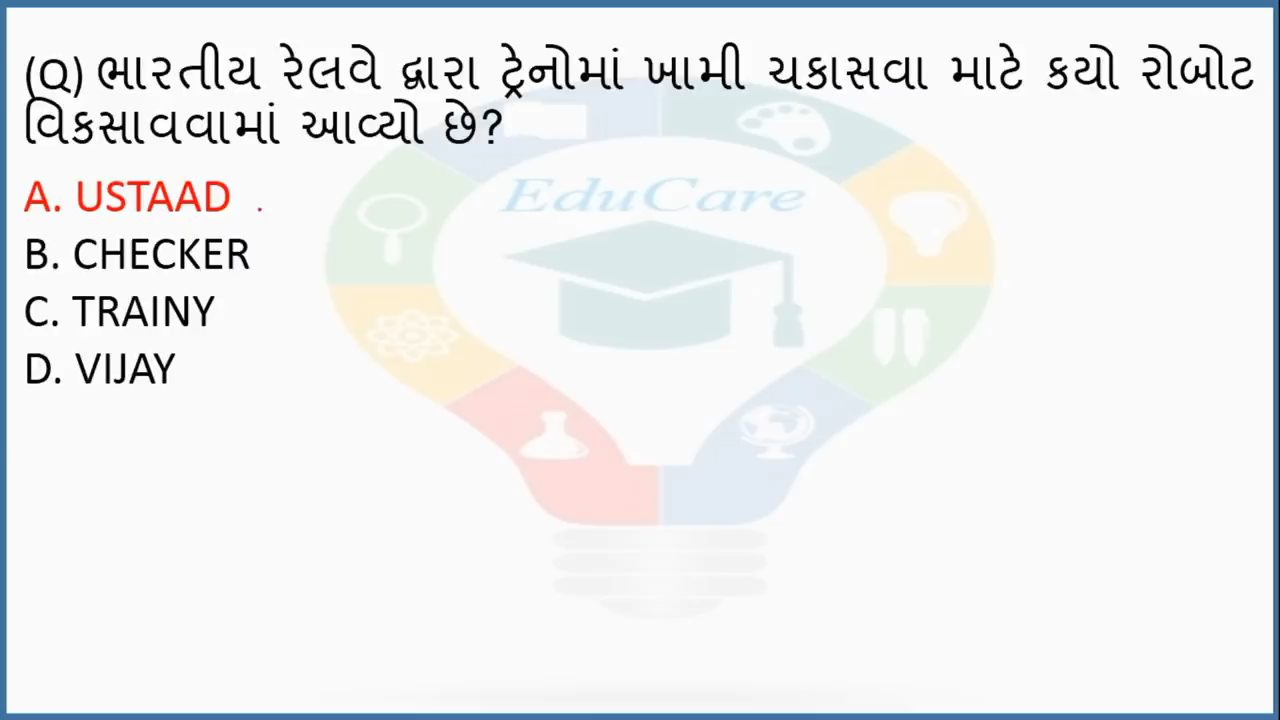 (Q) ભારતીય રેલવે દ્વારા ટ્રેનોમાં ખામી ચકાસવા માટે કયો રોબોટ
વિકસાવવામાં આવ્યો છે?
EduCare
A. USTAAD .
B. CHECKER
C. TRAINY
D. VIJAY